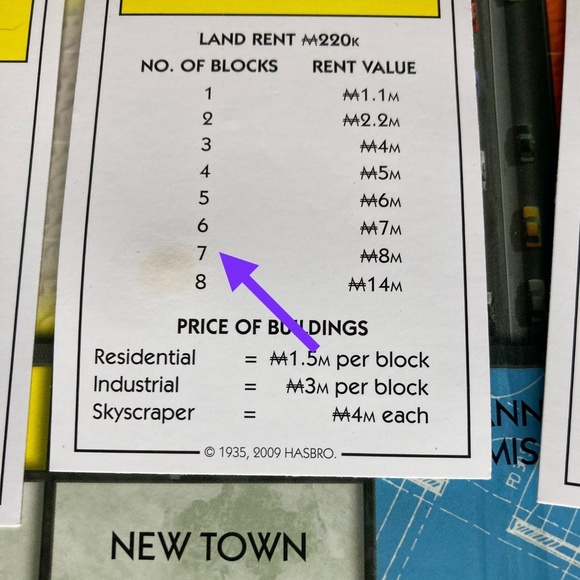 LAND RENT ₩220K
NO. OF BLOCKS RENT VALUE
1 ₩1.1M
2 ₩2.2M
3 ₩4M
4 ₩5M
5 ₩6M
6 ₩7M
7 ₩8M
8 ₩14M
PRICE OF BUILDINGS
Residential = ₩1.5M per block
Industrial = ₩3M per block
Skyscraper = ₩4M each
© 1935, 2009 HASBRO.
NEW TOWN